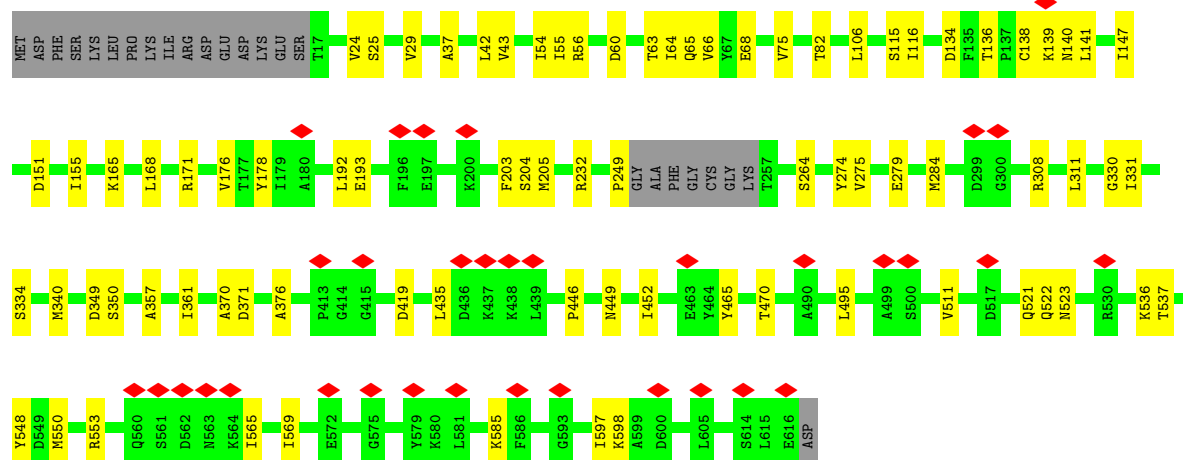 MET ASP PHE SER LYS LEU PRO LYS ILE ARG ASP GLU ASP LYS GLU SER T17 V24 S25 V29 A37 L42 V43 I54 I55 R56 D60 T63 I64 Q65 V66 Y67 E68 V75 T82 L106 S115 I116 D134 F135 T136 P137 C138 K139 N140 L141 I147
D151 I155 K165 L168 R171 V176 T177 Y178 I179 A180 L192 E193 F196 E197 K200 F203 S204 M205 R232 P249 GLY ALA PHE GLY CYS GLY LYS T257 S264 Y274 V275 E279 M284 D299 G300 R308 L311 G330 I331
S334 M340 D349 S350 A357 I361 A370 D371 A376 P413 G414 G415 D419 L435 D436 K437 K438 L439 P446 N449 I452 E463 Y464 Y465 T470 A490 L495 A499 S500 V511 D517 Q521 Q522 N523 R530 K536 T537
Y548 D549 M550 R553 Q560 S561 D562 N563 K564 I565 I569 E572 G575 Y579 K580 L581 K585 F586 G593 I597 K598 A599 D600 L605 S614 L615 E616 ASP